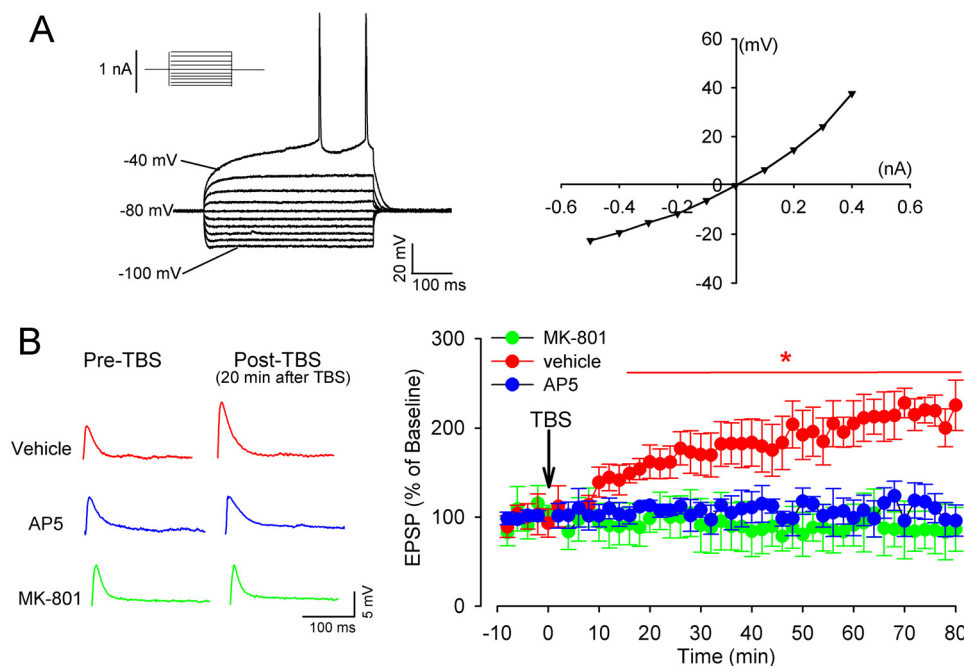 A
1 nA
-40 mV
-80 mV
-100 mV
20 mV
100 ms
60
(mV)
40
20
0
(nA)
-0.6 -0.4 -0.2 0.2 0.4 0.6
-20
-40
B
Pre-TBS
Post-TBS
(20 min after TBS)
Vehicle
AP5
MK-801
5 mV
100 ms
300
MK-801
vehicle
AP5
*
TBS
200
100
0
EPSP (% of Baseline)
-10 0 10 20 30 40 50 60 70 80
Time (min)